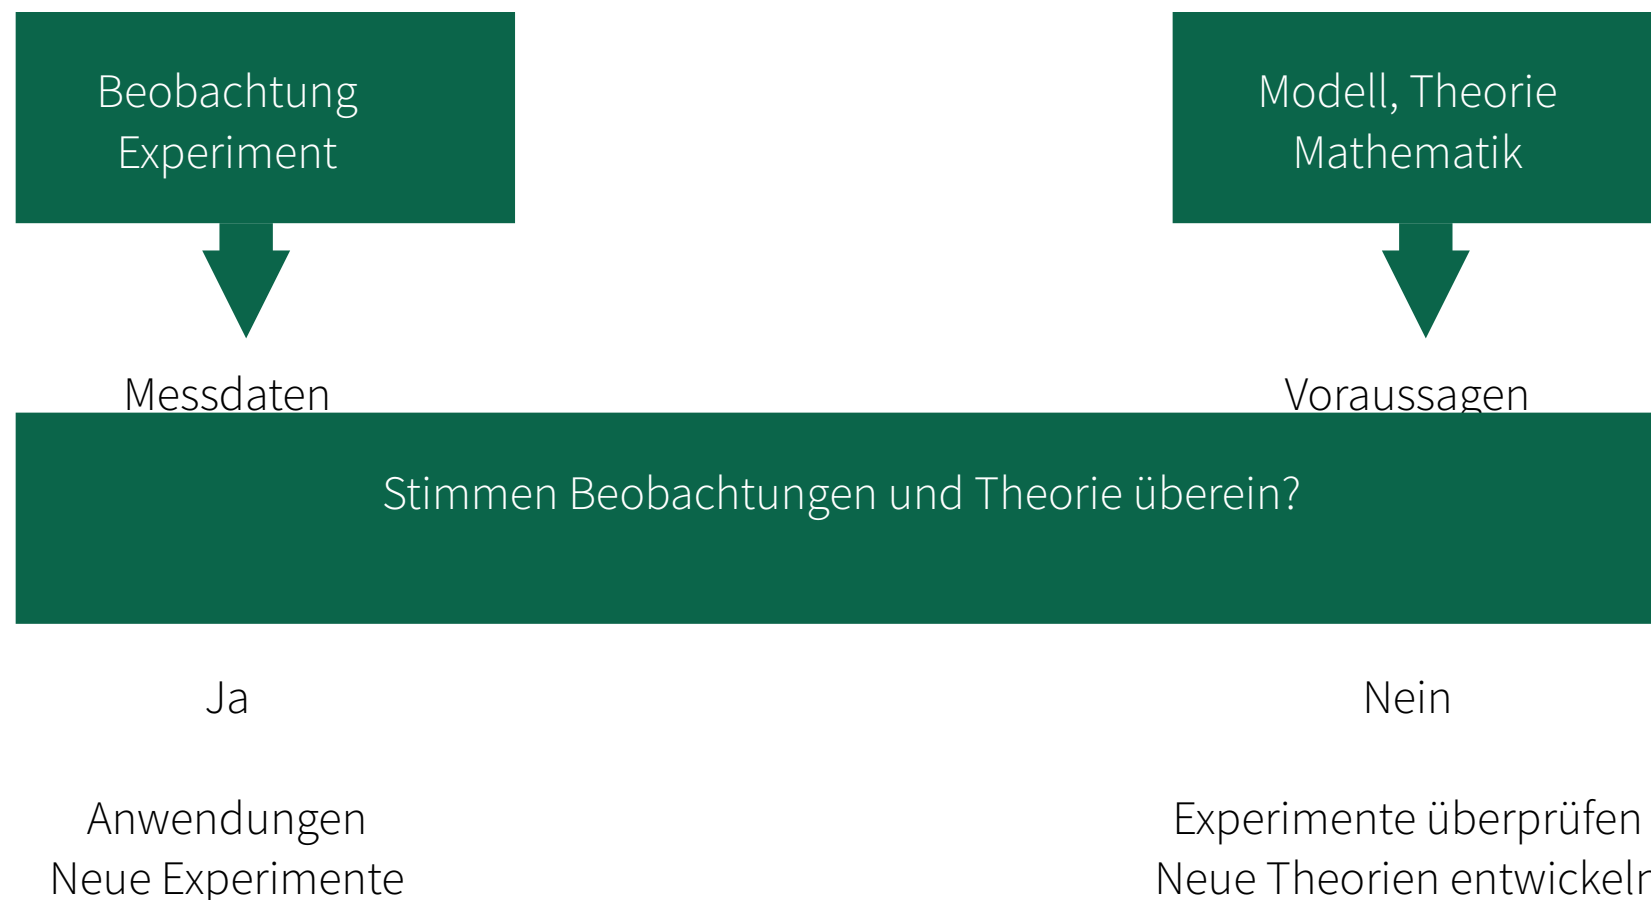 Beobachtung
Experiment
Modell, Theorie
Mathematik
Messdaten
Voraussagen
Stimmen Beobachtungen und Theorie überein?
Ja
Nein
Anwendungen
Neue Experimente
Experimente überprüfen
Neue Theorien entwickeln